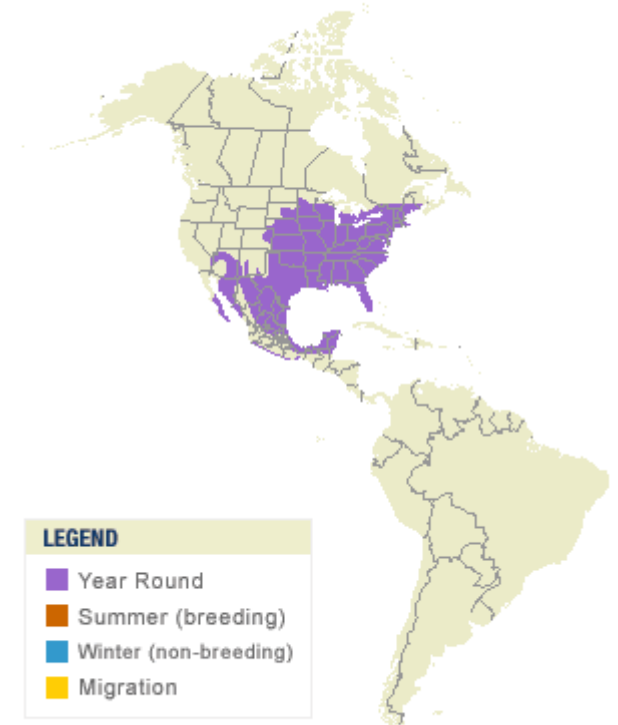 LEGEND
Year Round
Summer (breeding)
Winter (non-breeding)
Migration